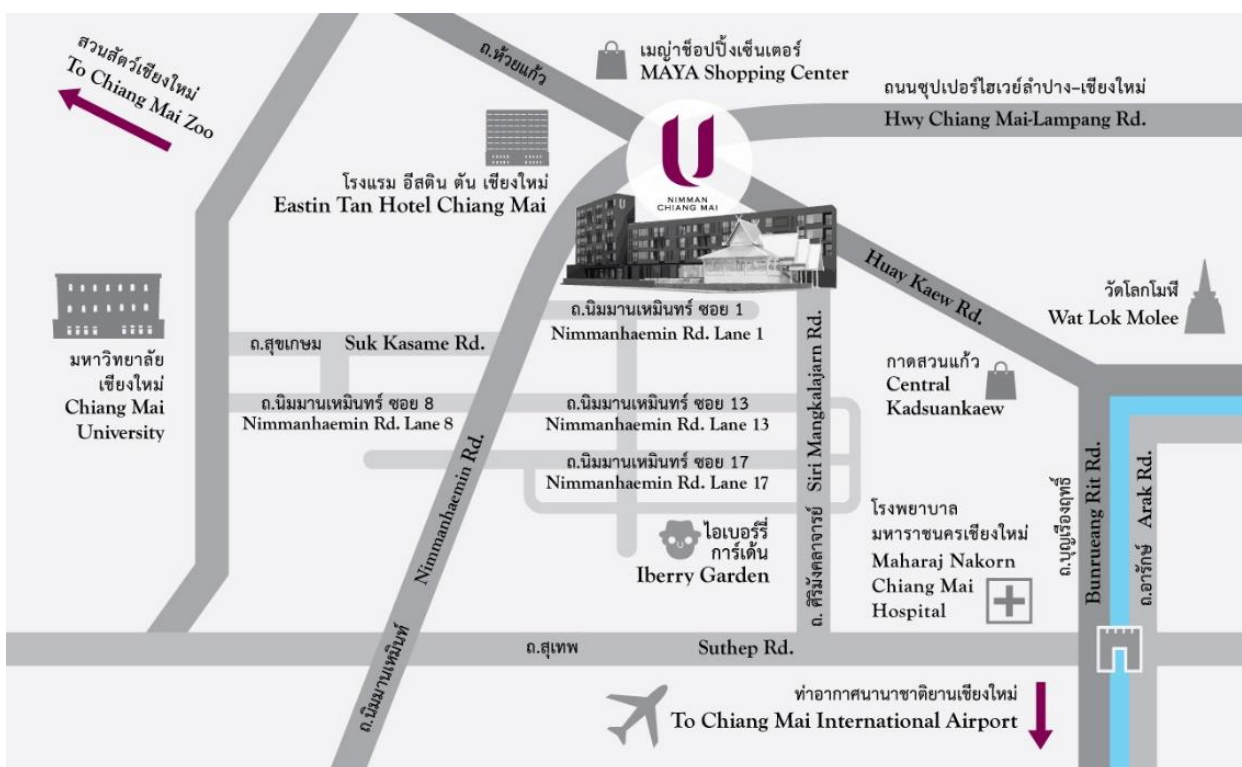 สวนสัตว์เชียงใหม่
To Chiang Mai Zoo
ถ.ห้วยแก้ว
เมญ่าช็อปปิ้งเซ็นเตอร์
MAYA Shopping Center
ถนนซุปเปอร์ไฮเวย์ลำปาง-เชียงใหม่
Hwy Chiang Mai-Lampang Rd.
U
NIMMAN
CHIANG MAI
โรงแรม อีสติน ตัน เชียงใหม่
Eastin Tan Hotel Chiang Mai
Huay Kaew Rd.
วัดโลกโมฬี
Wat Lok Molee
มหาวิทยาลัย
เชียงใหม่
Chiang Mai
University
ถ.นิมมานเหมินทร์ ซอย 1
Nimmanhaemin Rd. Lane 1
ถ.สุขเกษม Suk Kasame Rd.
กาดสวนแก้ว
Central
Kadsuankaew
ถ.นิมมานเหมินทร์ ซอย 8
Nimmanhaemin Rd. Lane 8
ถ.นิมมานเหมินทร์ ซอย 13
Nimmanhaemin Rd. Lane 13
ถ.นิมมานเหมินทร์ ซอย 17
Nimmanhaemin Rd. Lane 17
ถ.นิมมานเหมินท์ Nimmanhaemin Rd.
ถ. ศิริมังคลาจารย์ Siri Mangkalajarn Rd.
ไอเบอร์รี่
การ์เด้น
Iberry Garden
โรงพยาบาล
มหาราชนครเชียงใหม่
Maharaj Nakorn
Chiang Mai
Hospital
ถ.บุญเรืองฤทธิ์
Bunrueang Rit Rd.
ถ.อารักษ์ Arak Rd.
ถ.สุเทพ Suthep Rd.
ท่าอากาศนานาชาติยานเชียงใหม่
To Chiang Mai International Airport